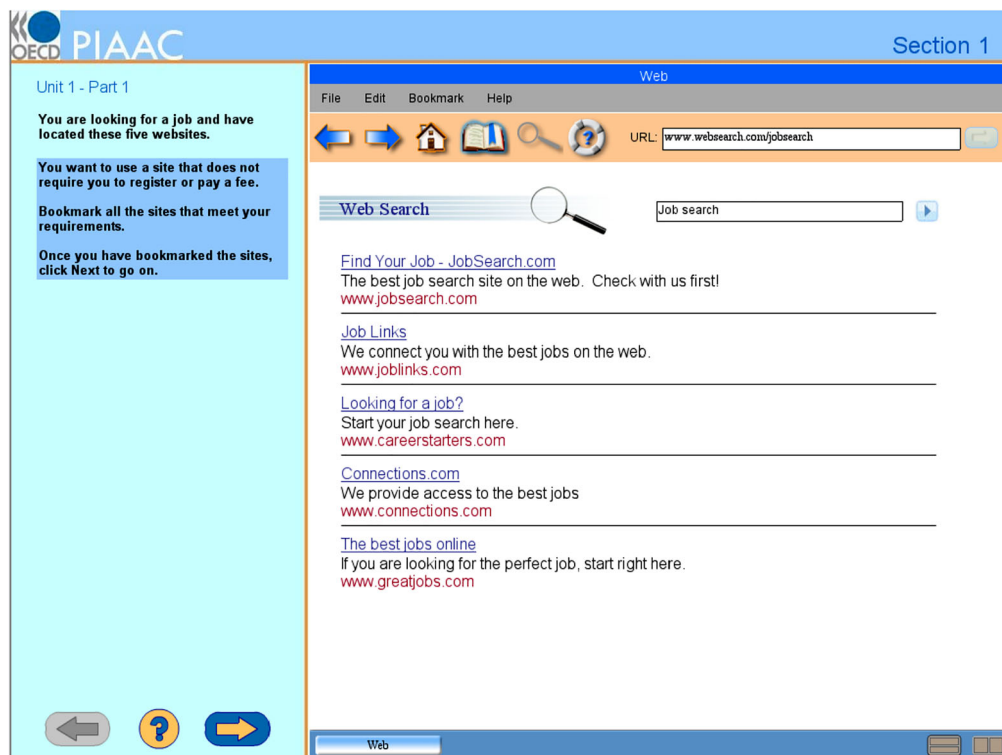 OECD PIAAC
Section 1
Unit 1 - Part 1
You are looking for a job and have
located these five websites.
You want to use a site that does not
require you to register or pay a fee.
Bookmark all the sites that meet your
requirements.
Once you have bookmarked the sites,
click Next to go on.
Web
File Edit Bookmark Help
URL: www.websearch.com/jobsearch
Web Search
Job search
Find Your Job - JobSearch.com
The best job search site on the web. Check with us first!
www.jobsearch.com
Job Links
We connect you with the best jobs on the web.
www.joblinks.com
Looking for a job?
Start your job search here.
www.careerstarters.com
Connections.com
We provide access to the best jobs
www.connections.com
The best jobs online
If you are looking for the perfect job, start right here.
www.greatjobs.com
Web